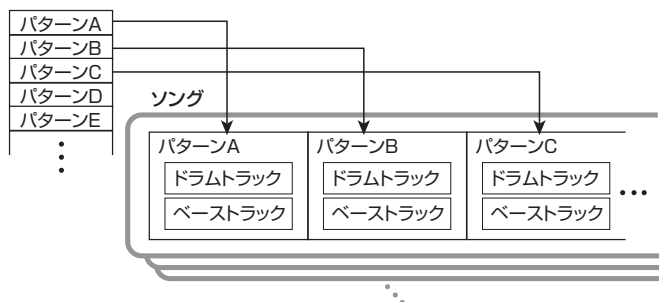 パターンA
パターンB
パターンC
パターンD
パターンE
ソング
パターンA
ドラムトラック
ベーストラック
パターンB
ドラムトラック
ベーストラック
パターンC
ドラムトラック
ベーストラック